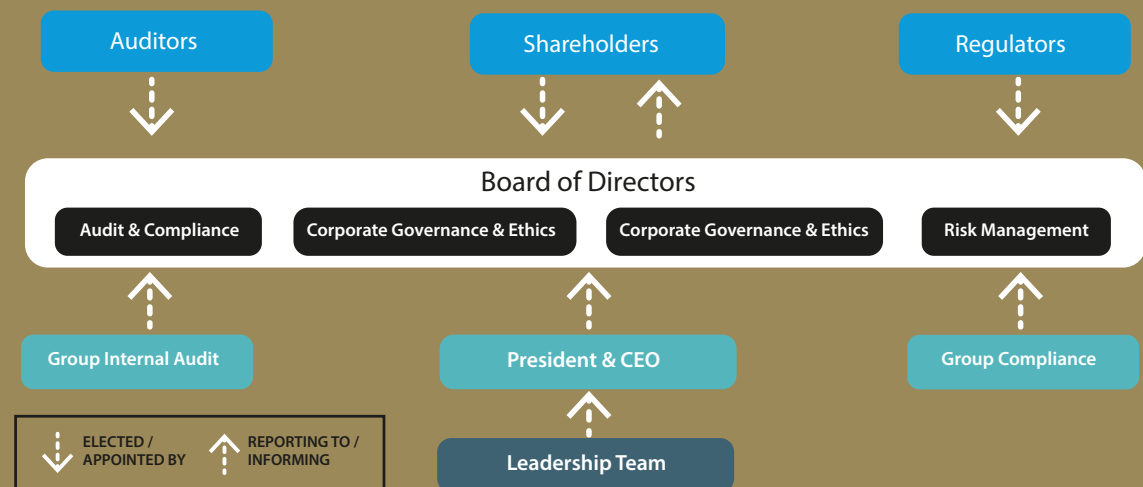 Auditors
Shareholders
Regulators
Board of Directors
Audit & Compliance
Corporate Governance & Ethics
Corporate Governance & Ethics
Risk Management
Group Internal Audit
President & CEO
Group Compliance
ELECTED /
APPOINTED BY
REPORTING TO /
INFORMING
Leadership Team